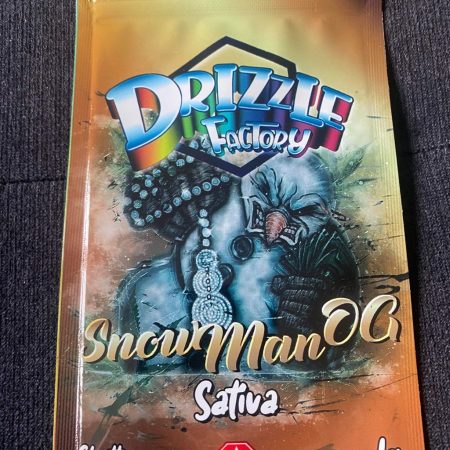 DRIZZLE
FACTORY
SnowMan OG
Sativa